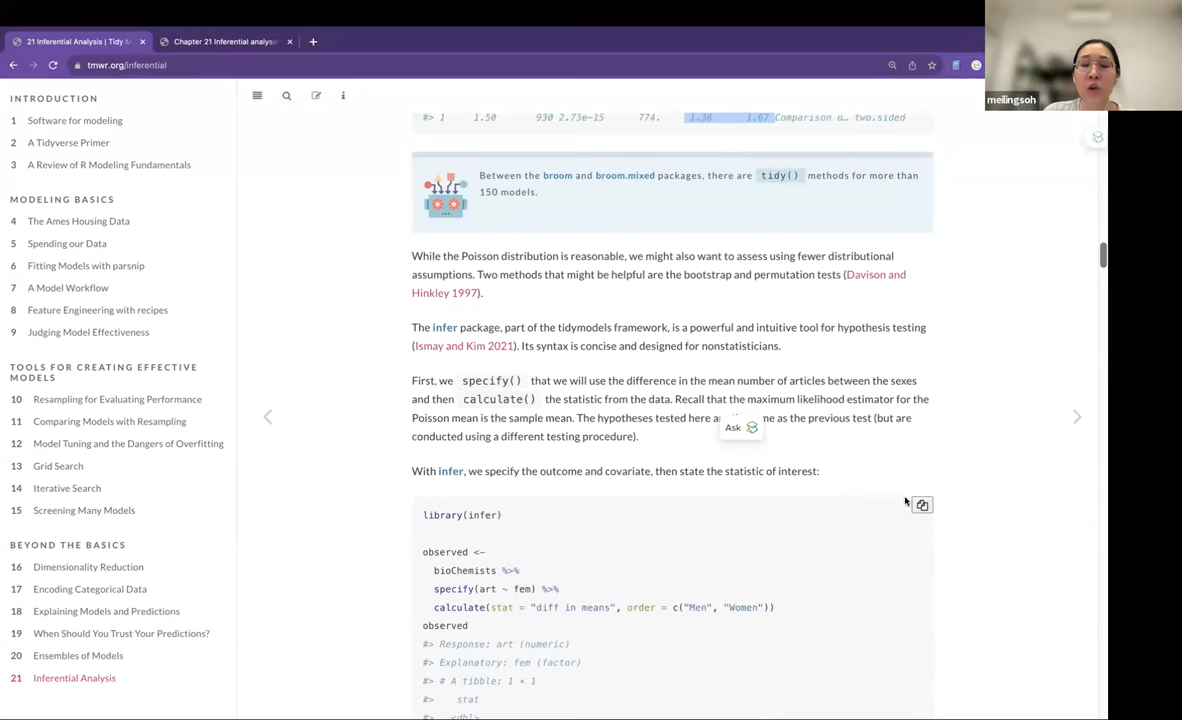 21 Inferential Analysis | Tidy M
Chapter 21 Inferential analysis
tmwr.org/inferential
meilingsoh
INTRODUCTION
1 Software for modeling
2 A Tidyverse Primer
3 A Review of R Modeling Fundamentals
MODELING BASICS
4 The Ames Housing Data
5 Spending our Data
6 Fitting Models with parsnip
7 A Model Workflow
8 Feature Engineering with recipes
9 Judging Model Effectiveness
TOOLS FOR CREATING EFFECTIVE
MODELS
10 Resampling for Evaluating Performance
11 Comparing Models with Resampling
12 Model Tuning and the Dangers of Overfitting
13 Grid Search
14 Iterative Search
15 Screening Many Models
BEYOND THE BASICS
16 Dimensionality Reduction
17 Encoding Categorical Data
18 Explaining Models and Predictions
19 When Should You Trust Your Predictions?
20 Ensembles of Models
21 Inferential Analysis
#> 1 1.50 930 2.73e-15 774. 1.36 1.67 Comparison o… two.sided
Between the broom and broom.mixed packages, there are tidy() methods for more than
150 models.
While the Poisson distribution is reasonable, we might also want to assess using fewer distributional
assumptions. Two methods that might be helpful are the bootstrap and permutation tests (Davison and
Hinkley 1997).
The infer package, part of the tidymodels framework, is a powerful and intuitive tool for hypothesis testing
(Ismay and Kim 2021). Its syntax is concise and designed for nonstatisticians.
First, we specify() that we will use the difference in the mean number of articles between the sexes
and then calculate() the statistic from the data. Recall that the maximum likelihood estimator for the
Poisson mean is the sample mean. The hypotheses tested here me as the previous test (but are
Ask
conducted using a different testing procedure).
With infer, we specify the outcome and covariate, then state the statistic of interest:
library(infer)
observed <-
bioChemists %>%
specify(art ~ fem) %>%
calculate(stat = "diff in means", order = c("Men", "Women"))
observed
#> Response: art (numeric)
#> Explanatory: fem (factor)
#> # A tibble: 1 × 1
#> stat
#> <dbl>